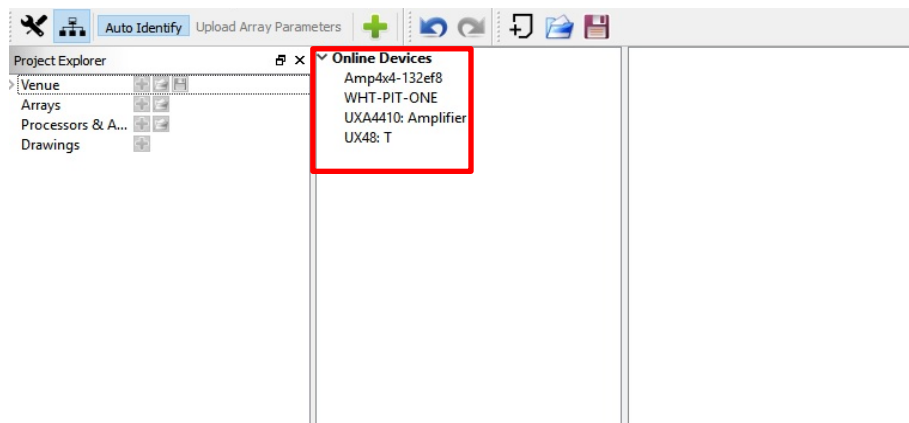 Auto Identify Upload Array Parameters
Project Explorer
Venue
Arrays
Processors & A...
Drawings
Online Devices
Amp4x4-132ef8
WHT-PIT-ONE
UXA4410: Amplifier
UX48: T